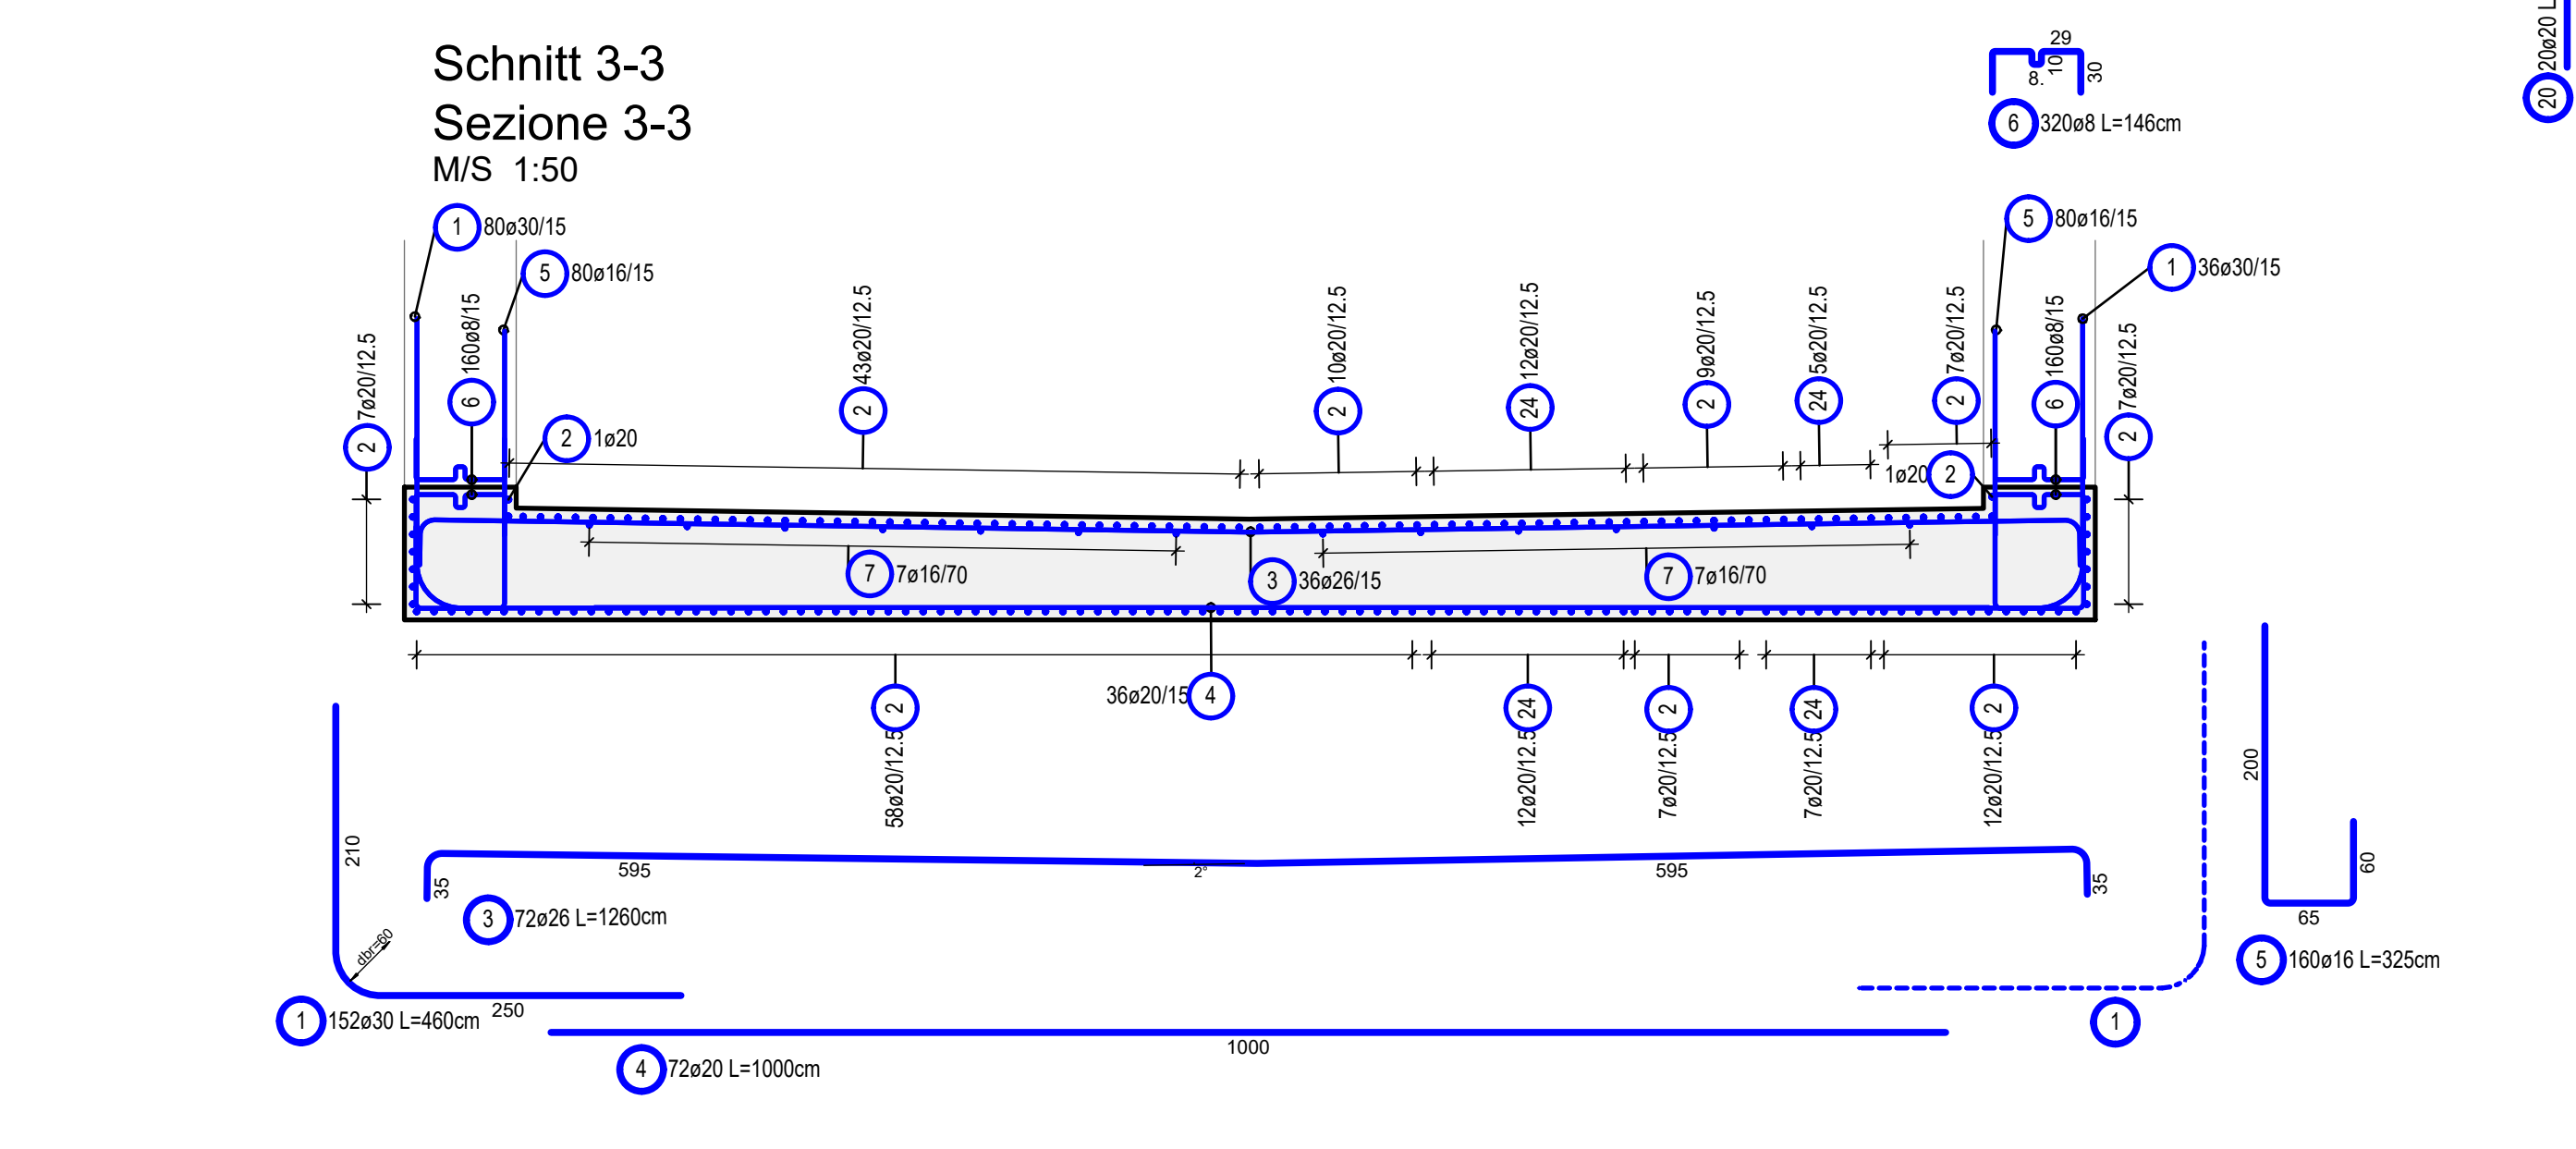 Schnitt 3-3
Sezione 3-3
M/S 1:50
29
8.
10
30
6 320ø8 L=146cm
20 20ø20 L
1 80ø30/15
5 80ø16/15
5 80ø16/15
1 36ø30/15
2 7ø20/12.5
6 160ø8/15
2 1ø20
2 43ø20/12.5
2 10ø20/12.5
24 12ø20/12.5
2 9ø20/12.5
24 5ø20/12.5
2 7ø20/12.5
6 160ø8/15
2 7ø20/12.5
1ø20 2
7 7ø16/70
3 36ø26/15
7 7ø16/70
36ø20/15 4
2 58ø20/12.5
24 12ø20/12.5
2 7ø20/12.5
24 7ø20/12.5
2 12ø20/12.5
210
dbr=60
250
1 152ø30 L=460cm
35
595
2°
595
35
3 72ø26 L=1260cm
1000
4 72ø20 L=1000cm
1
200
60
65
5 160ø16 L=325cm